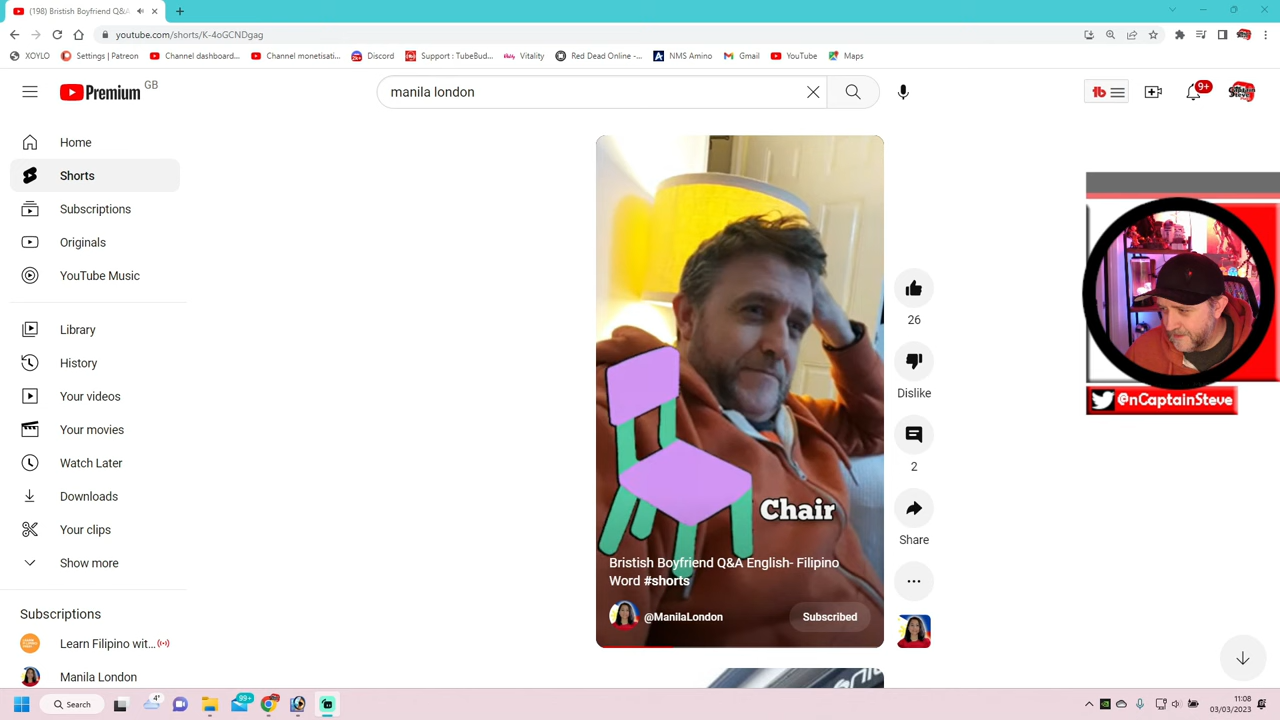 (198) Bristish Boyfriend Q&A
youtube.com/shorts/K-4oGCNDgag
XOYLO
Settings | Patreon
Channel dashboard...
Channel monetisati...
Discord
Support : TubeBud...
Vitality
Red Dead Online -...
NMS Amino
Gmail
YouTube
Maps
Premium GB
manila london
tb
9+
Home
Shorts
Subscriptions
Originals
YouTube Music
Library
History
Your videos
Your movies
Watch Later
Downloads
Your clips
Show more
Subscriptions
Learn Filipino wit...
Manila London
Chair
Bristish Boyfriend Q&A English- Filipino
Word #shorts
@ManilaLondon
Subscribed
26
Dislike
2
Share
@nCaptainSteve
Search
4°
99+
11:08
03/03/2023